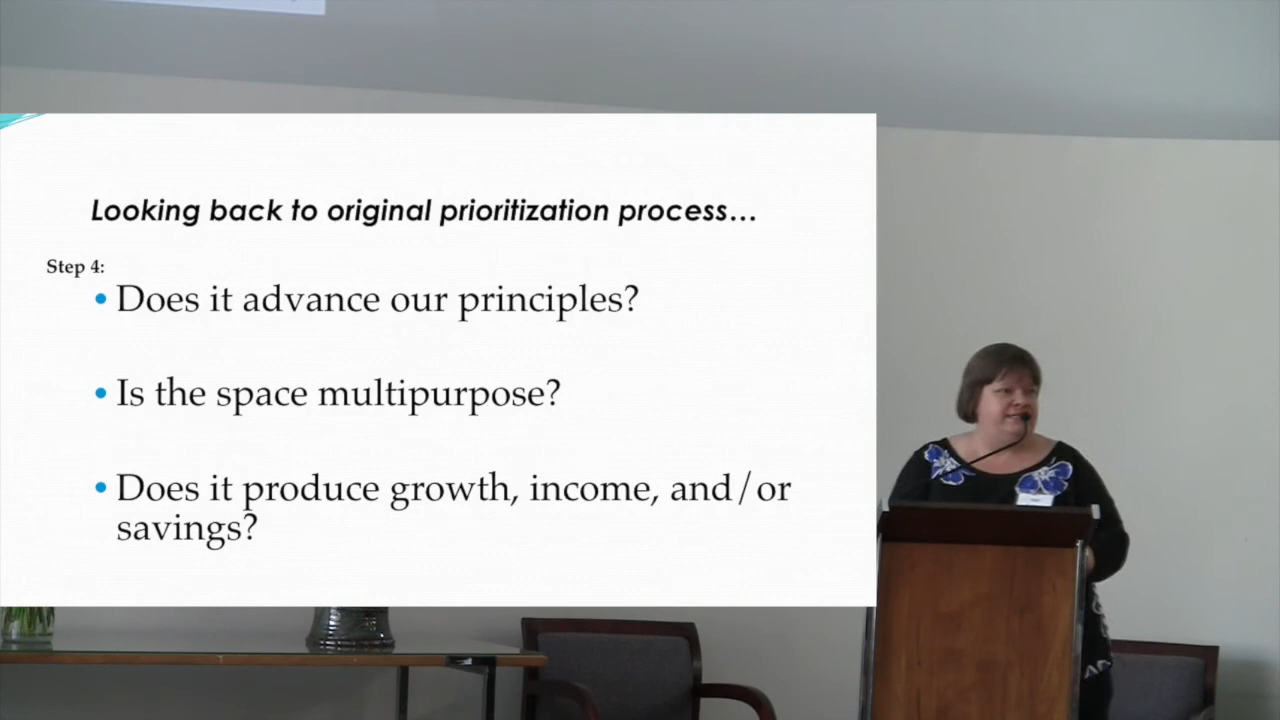 Looking back to original prioritization process…
Step 4:
• Does it advance our principles?
• Is the space multipurpose?
• Does it produce growth, income, and/or
savings?